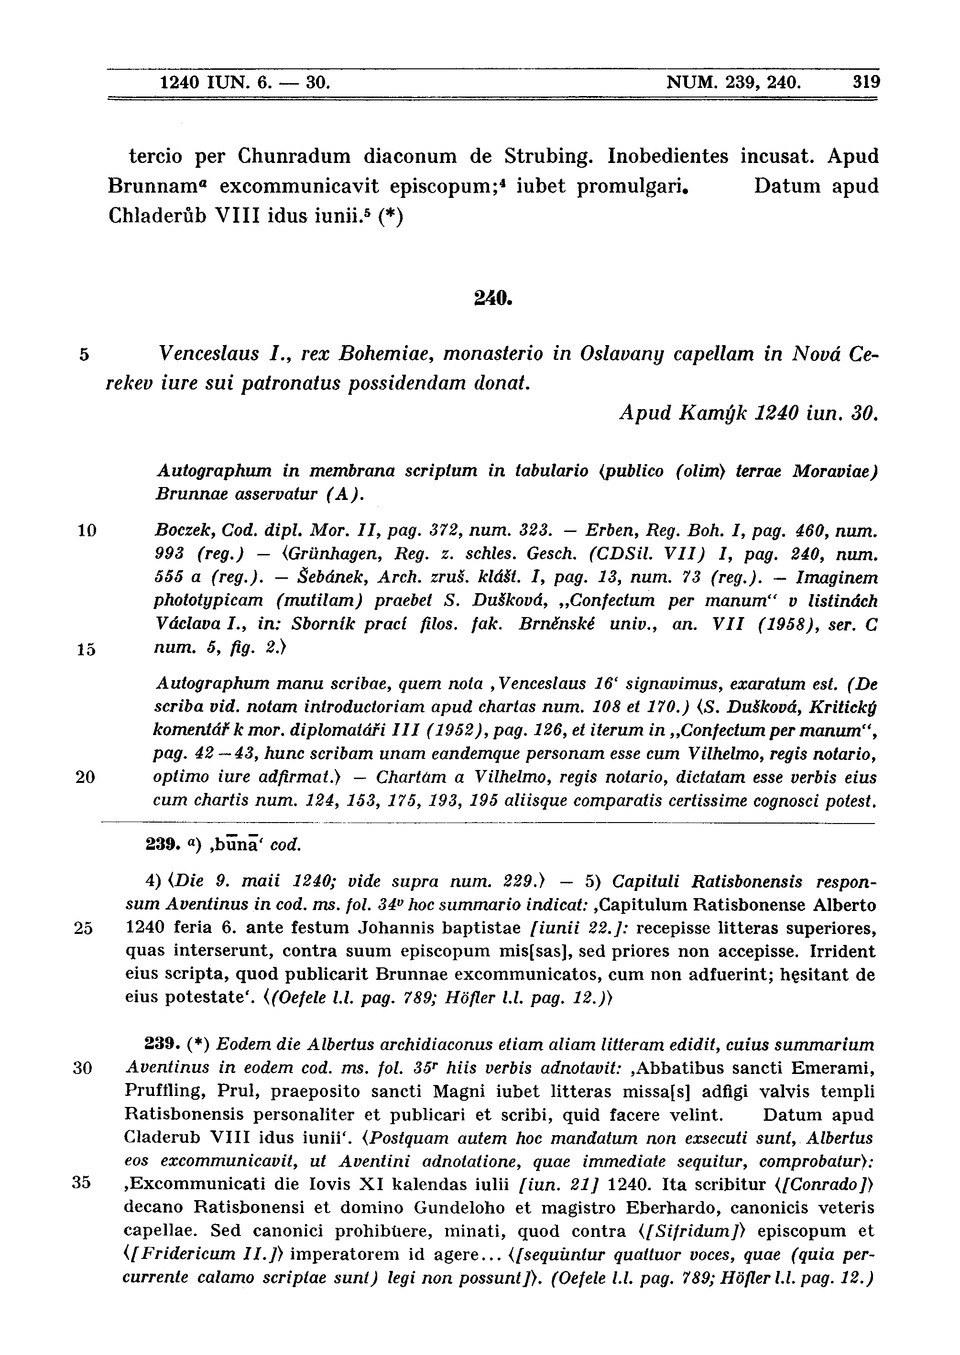 1240 IUN. 6. — 30. NUM. 239, 240. 319
tercio per Chunradum diaconum de Strubing. Inobedientes incusat. Apud
Brunnamᵃ excommunicavit episcopum;⁴ iubet promulgari. Datum apud
Chladerůb VIII idus iunii.⁵ (*)
240.
5 Venceslaus I., rex Bohemiae, monasterio in Oslavany capellam in Nová Ce-
rekev iure sui patronatus possidendam donat.
Apud Kamýk 1240 iun. 30.
Autographum in membrana scriptum in tabulario ⟨publico (olim⟩ terrae Moraviae)
Brunnae asservatur (A).
10 Boczek, Cod. dipl. Mor. II, pag. 372, num. 323. — Erben, Reg. Boh. I, pag. 460, num.
993 (reg.) — ⟨Grünhagen, Reg. z. schles. Gesch. (CDSil. VII) I, pag. 240, num.
555 a (reg.). — Šebánek, Arch. zruš. klášt. I, pag. 13, num. 73 (reg.). — Imaginem
phototypicam (mutilam) praebet S. Dušková, „Confectum per manum“ v listinách
Václava I., in: Sborník prací filos. fak. Brněnské univ., an. VII (1958), ser. C
15 num. 5, fig. 2.⟩
Autographum manu scribae, quem nota ‚Venceslaus 16‘ signavimus, exaratum est. (De
scriba vid. notam introductoriam apud chartas num. 108 et 170.) ⟨S. Dušková, Kritický
komentář k mor. diplomatáři III (1952), pag. 126, et iterum in „Confectum per manum“,
pag. 42—43, hunc scribam unam eandemque personam esse cum Vilhelmo, regis notario,
20 optimo iure adfirmat.⟩ — Chartam a Vilhelmo, regis notario, dictatam esse verbis eius
cum chartis num. 124, 153, 175, 193, 195 aliisque comparatis certissime cognosci potest.
239. ᵃ) ‚būnā‘ cod.
4) ⟨Die 9. maii 1240; vide supra num. 229.⟩ — 5) Capituli Ratisbonensis respon-
sum Aventinus in cod. ms. fol. 34ᵛ hoc summario indicat: ‚Capitulum Ratisbonense Alberto
25 1240 feria 6. ante festum Johannis baptistae [iunii 22.]: recepisse litteras superiores,
quas interserunt, contra suum episcopum mis[sas], sed priores non accepisse. Irrident
eius scripta, quod publicarit Brunnae excommunicatos, cum non adfuerint; hęsitant de
eius potestate‘. ⟨(Oefele l.l. pag. 789; Höfler l.l. pag. 12.)⟩
239. (*) Eodem die Albertus archidiaconus etiam aliam litteram edidit, cuius summarium
30 Aventinus in eodem cod. ms. fol. 35ʳ hiis verbis adnotavit: ‚Abbatibus sancti Emerami,
Pruffling, Prul, praeposito sancti Magni iubet litteras missa[s] adfigi valvis templi
Ratisbonensis personaliter et publicari et scribi, quid facere velint. Datum apud
Claderub VIII idus iunii‘. ⟨Postquam autem hoc mandatum non exsecuti sunt, Albertus
eos excommunicavit, ut Aventini adnotatione, quae immediate sequitur, comprobatur⟩:
35 ‚Excommunicati die Iovis XI kalendas iulii [iun. 21] 1240. Ita scribitur ⟨[Conrado]⟩
decano Ratisbonensi et domino Gundeloho et magistro Eberhardo, canonicis veteris
capellae. Sed canonici prohibuere, minati, quod contra ⟨[Sifridum]⟩ episcopum et
⟨[Fridericum II.]⟩ imperatorem id agere... ⟨[sequuntur quattuor voces, quae (quia per-
currente calamo scriptae sunt) legi non possunt]⟩. (Oefele l.l. pag. 789; Höfler l.l. pag. 12.)